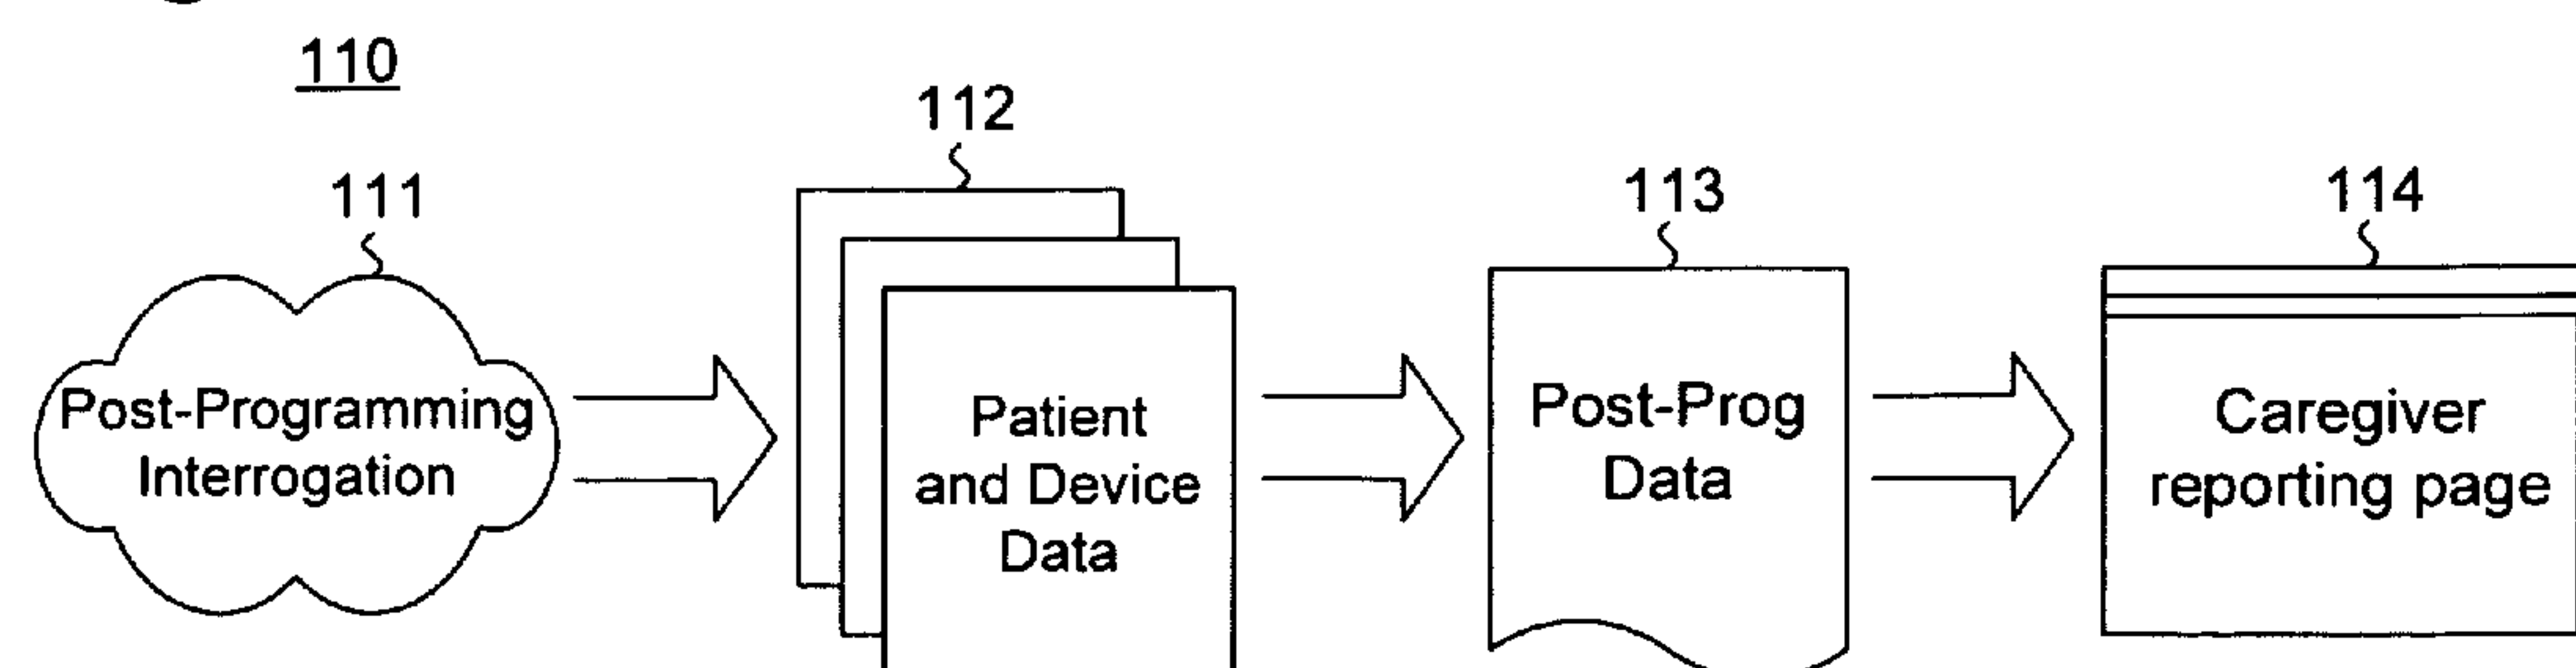 110
111
112
113
114
Post-Programming
Interrogation
Patient
and Device
Data
Post-Prog
Data
Caregiver
reporting page